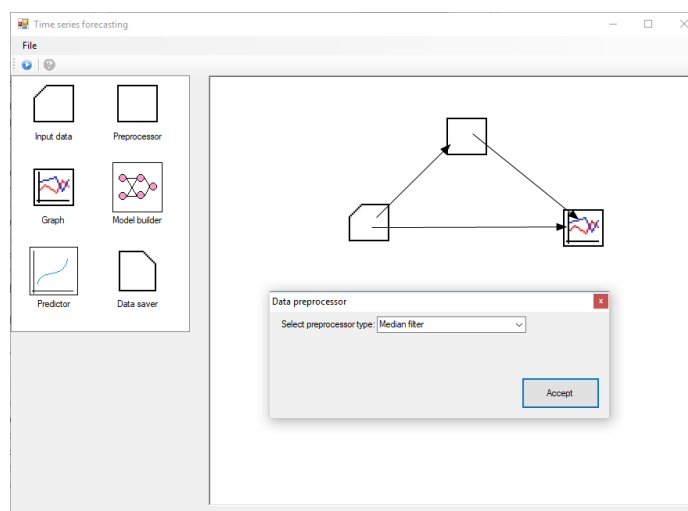 Time series forecasting
File
Input data
Preprocessor
Graph
Model builder
Predictor
Data saver
Data preprocessor
Select preprocessor type: Median filter
Accept